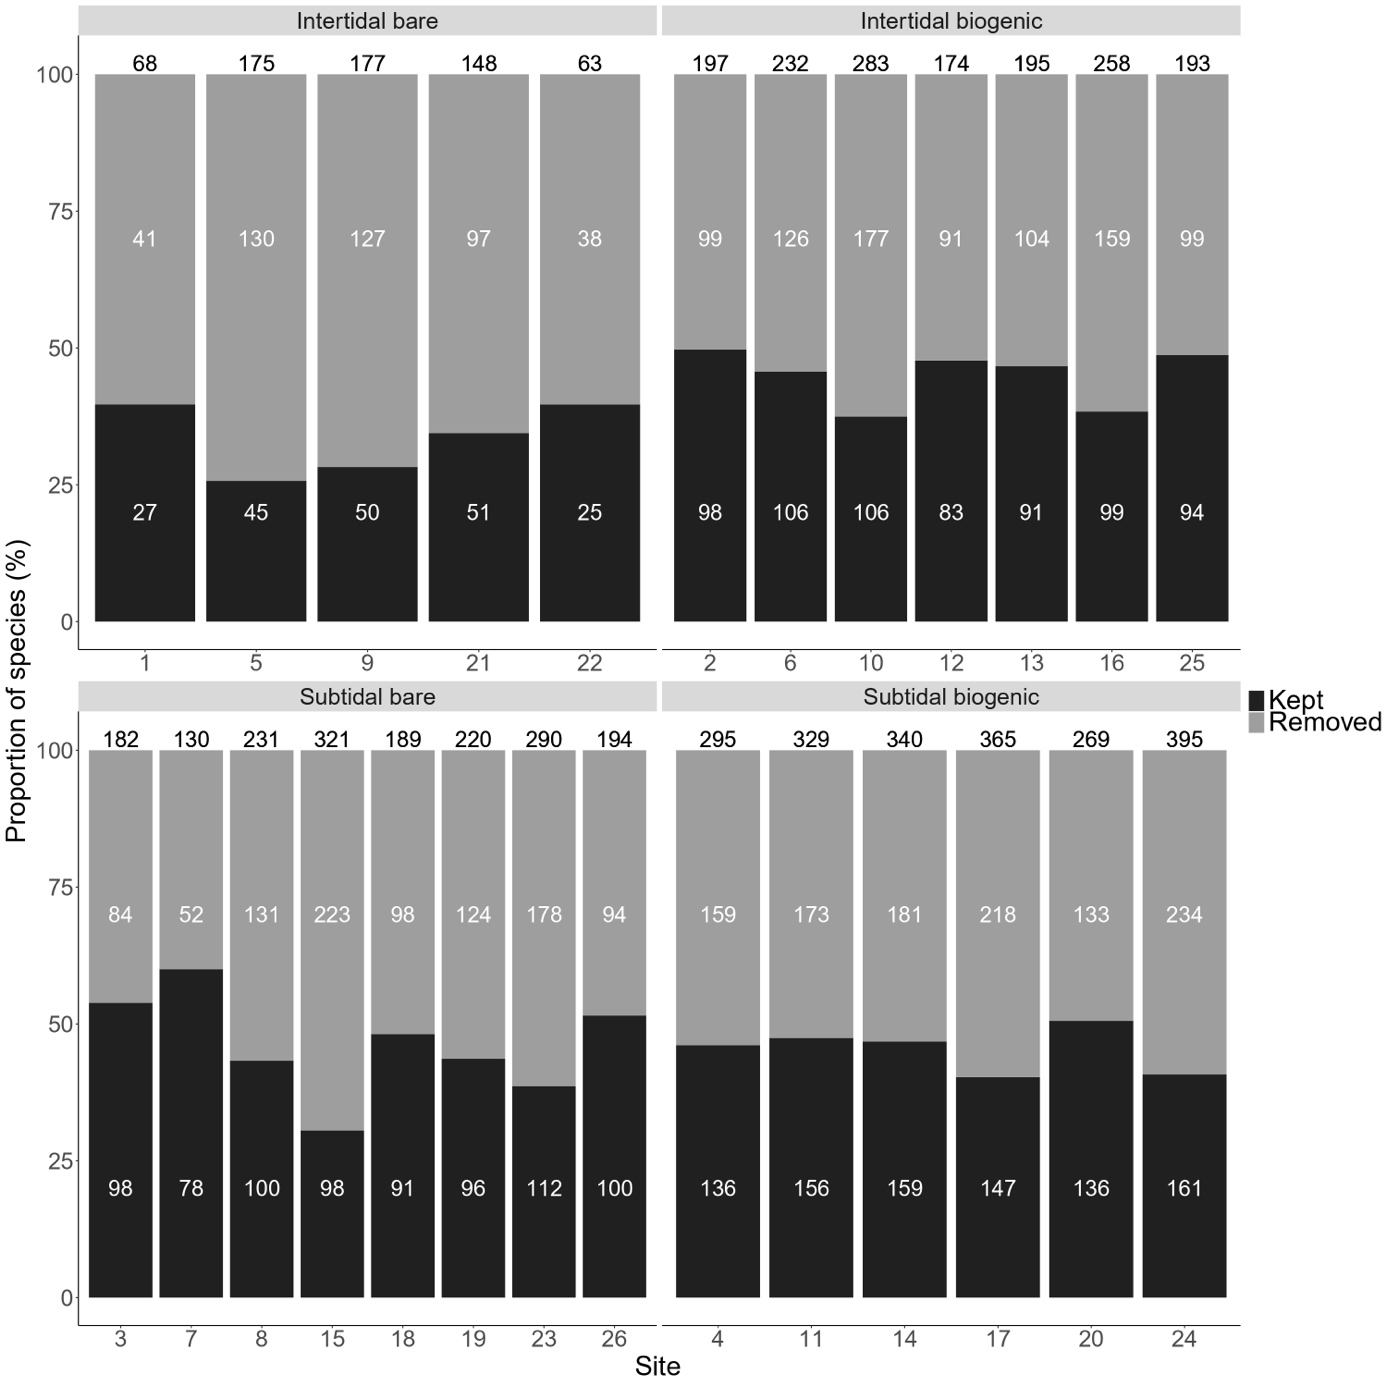 Intertidal bare
Intertidal biogenic
68 175 177 148 63
197 232 283 174 195 258 193
100
75
41 130 127 97 38
99 126 177 91 104 159 99
50
25
27 45 50 51 25
98 106 106 83 91 99 94
0
1 5 9 21 22
2 6 10 12 13 16 25
Proportion of species (%)
Subtidal bare
Subtidal biogenic
Kept
Removed
182 130 231 321 189 220 290 194
295 329 340 365 269 395
100
75
84 52 131 223 98 124 178 94
159 173 181 218 133 234
50
25
98 78 100 98 91 96 112 100
136 156 159 147 136 161
0
3 7 8 15 18 19 23 26
4 11 14 17 20 24
Site